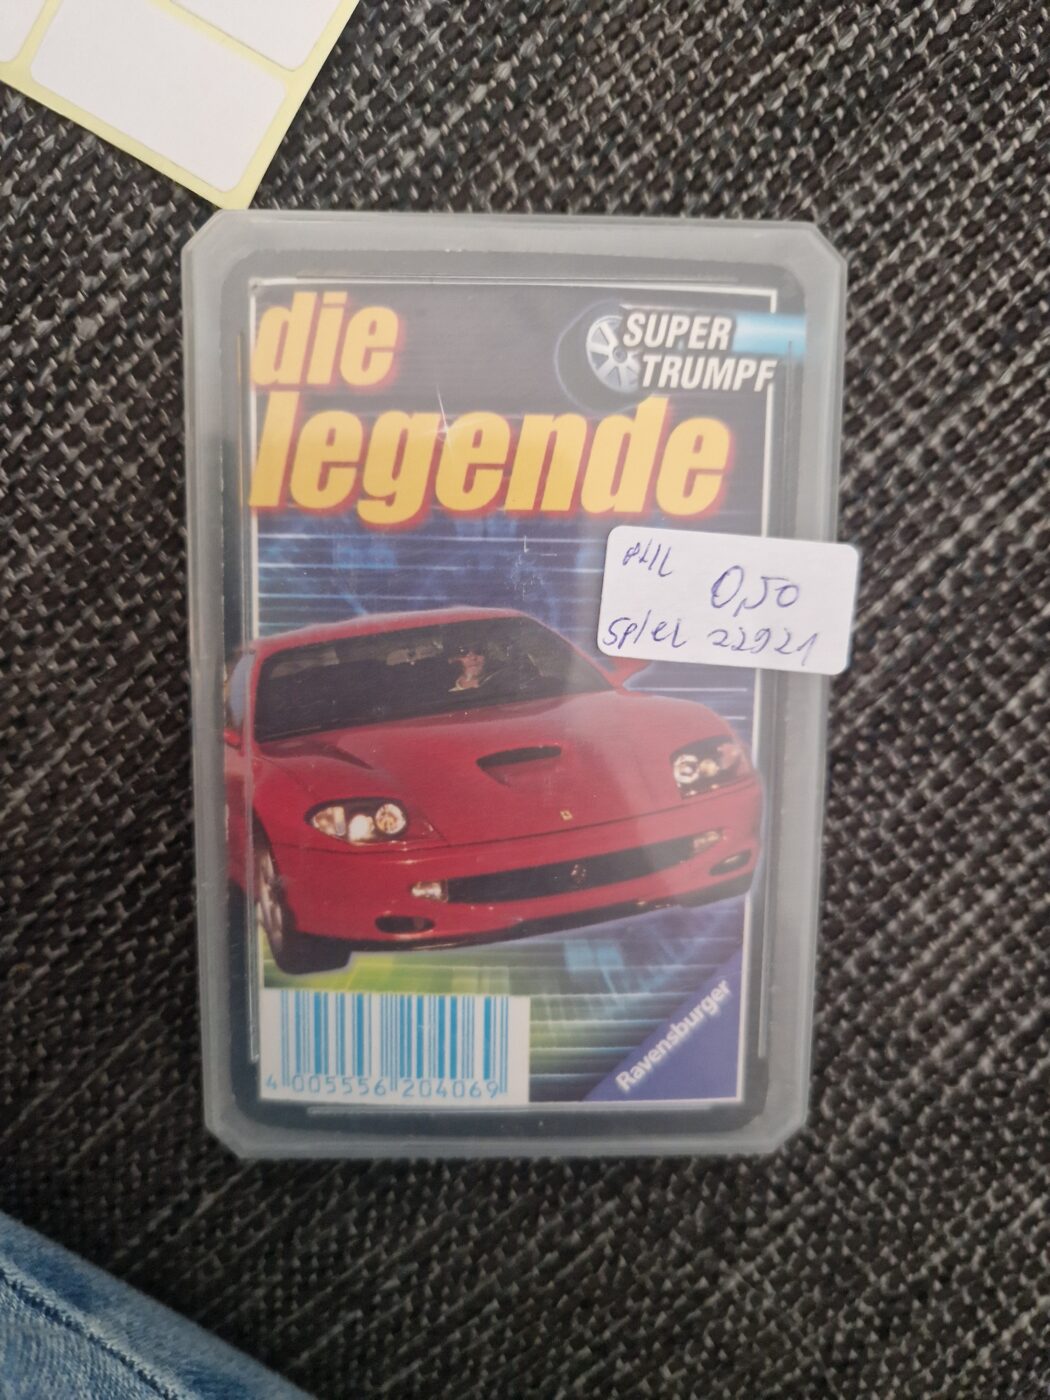 die
legende
SUPER
TRUMPF
0,50
Spiel 22921
Ravensburger
4 005556 204069